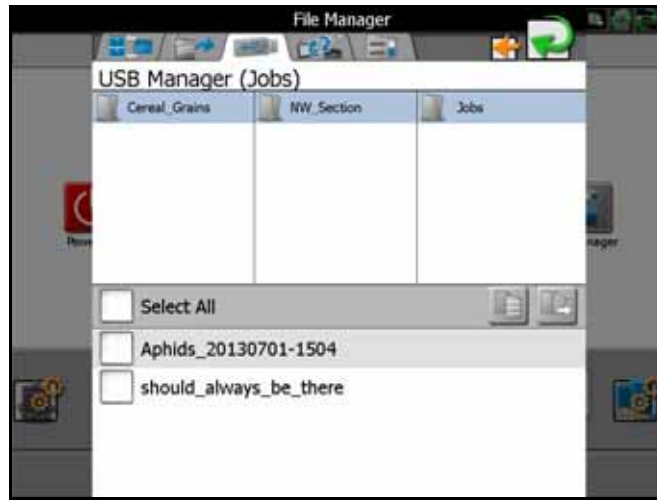 File Manager
USB Manager (Jobs)
Cereal_Grains NW_Section Jobs
Select All
Aphids_20130701-1504
should_always_be_there